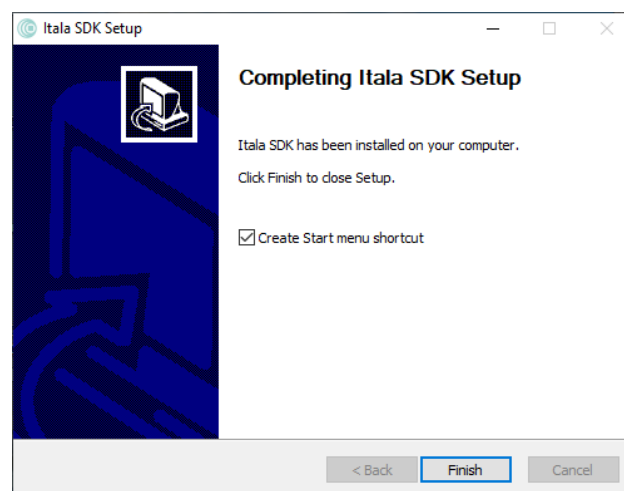 Itala SDK Setup
Completing Itala SDK Setup
Itala SDK has been installed on your computer.
Click Finish to close Setup.
Create Start menu shortcut
< Back Finish Cancel